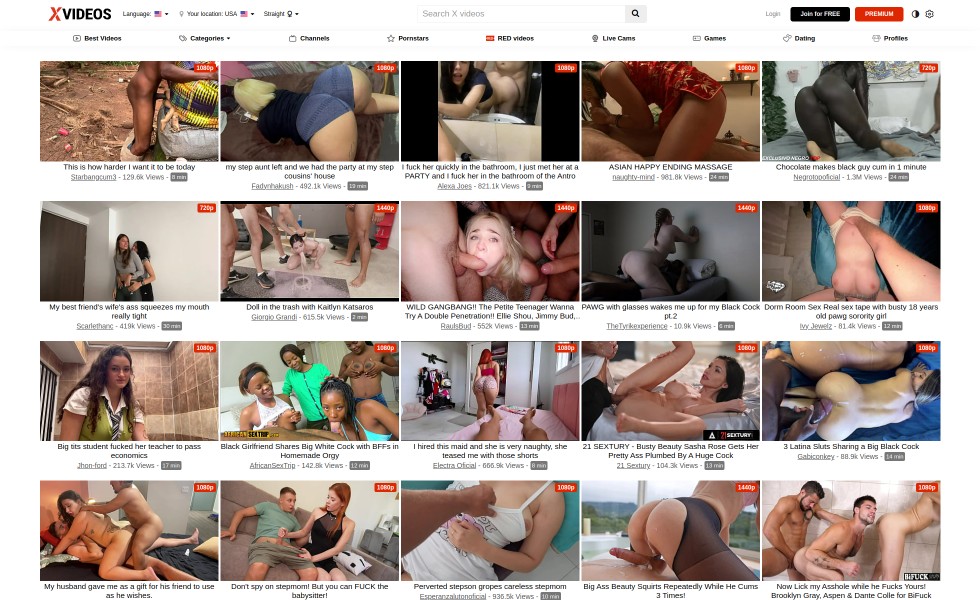 XVIDEOS
Language:
Your location: USA
Straight
Search X videos
Login
Join for FREE
PREMIUM
Best Videos
Categories
Channels
Pornstars
RED videos
Live Cams
Games
Dating
Profiles
1080p
This is how harder I want it to be today
Starbangcum3 - 129.6k Views - 8 min
1080p
my step aunt left and we had the party at my step
cousins' house
Fadynhakush - 492.1k Views - 19 min
1080p
I fuck her quickly in the bathroom, I just met her at a
PARTY and I fuck her in the bathroom of the Antro
Alexus Joes - 821.1k Views - 9 min
1080p
ASIAN HAPPY ENDING MASSAGE
naughty-mind - 981.8k Views - 24 min
720p
EXCLUSIVO NEGRO
Chocolate makes black guy cum in 1 minute
Negrotopoficial - 1.3M Views - 24 min
720p
My best friend's wife's ass squeezes my mouth
really tight
Scarlethanc - 419k Views - 30 min
1440p
Doll in the trash with Kaitlyn Katsaros
Giorgio Grandi - 615.5k Views - 2 min
1440p
WILD GANGBANG!! The Petite Teenager Wanna
Try A Double Penetration!! Ellie Shou, Jimmy Bud,..
RaulsBud - 552k Views - 13 min
1440p
PAWG with glasses wakes me up for my Black Cock
pt.2
TheTyrikexperience - 10.9k Views - 6 min
1080p
Dorm Room Sex Real sex tape with busty 18 years
old pawg sorority girl
Ivy Jewelz - 81.4k Views - 12 min
1080p
Big tits student fucked her teacher to pass
economics
Jhon-ford - 213.7k Views - 17 min
1080p
AFRICAN SEXTRIP
Black Girlfriend Shares Big White Cock with BFFs in
Homemade Orgy
AfricanSexTrip - 142.8k Views - 12 min
1080p
I hired this maid and she is very naughty, she
teased me with those shorts
Electra Oficial - 666.9k Views - 8 min
1080p
21SEXTURY
21 SEXTURY - Busty Beauty Sasha Rose Gets Her
Pretty Ass Plumbed By A Huge Cock
21 Sextury - 104.3k Views - 13 min
1080p
3 Latina Sluts Sharing a Big Black Cock
Gabiconkey - 88.9k Views - 14 min
1080p
My husband gave me as a gift for his friend to use
as he wishes.
1080p
Don't spy on stepmom! But you can FUCK the
babysitter!
1080p
Perverted stepson gropes careless stepmom
Esperanzalutonoficial - 936.5k Views - 10 min
1440p
Big Ass Beauty Squirts Repeatedly While He Cums
3 Times!
1080p
BIFUCK
Now Lick my Asshole while he Fucks Yours!
Brooklyn Gray, Aspen & Dante Colle for BiFuck